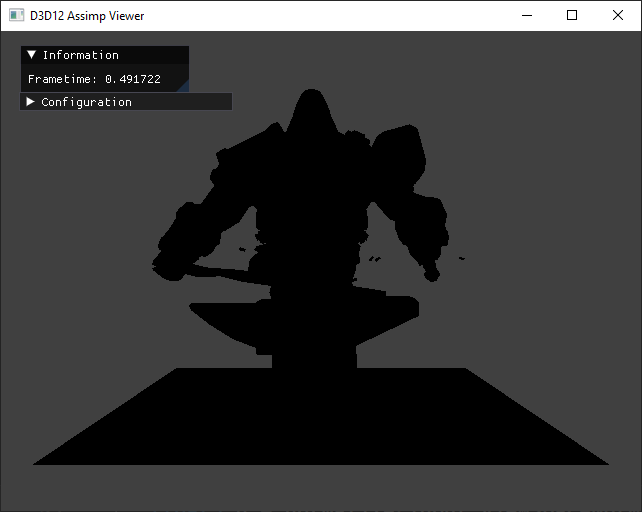 D3D12 Assimp Viewer
Information
Frametime: 0.491722
Configuration